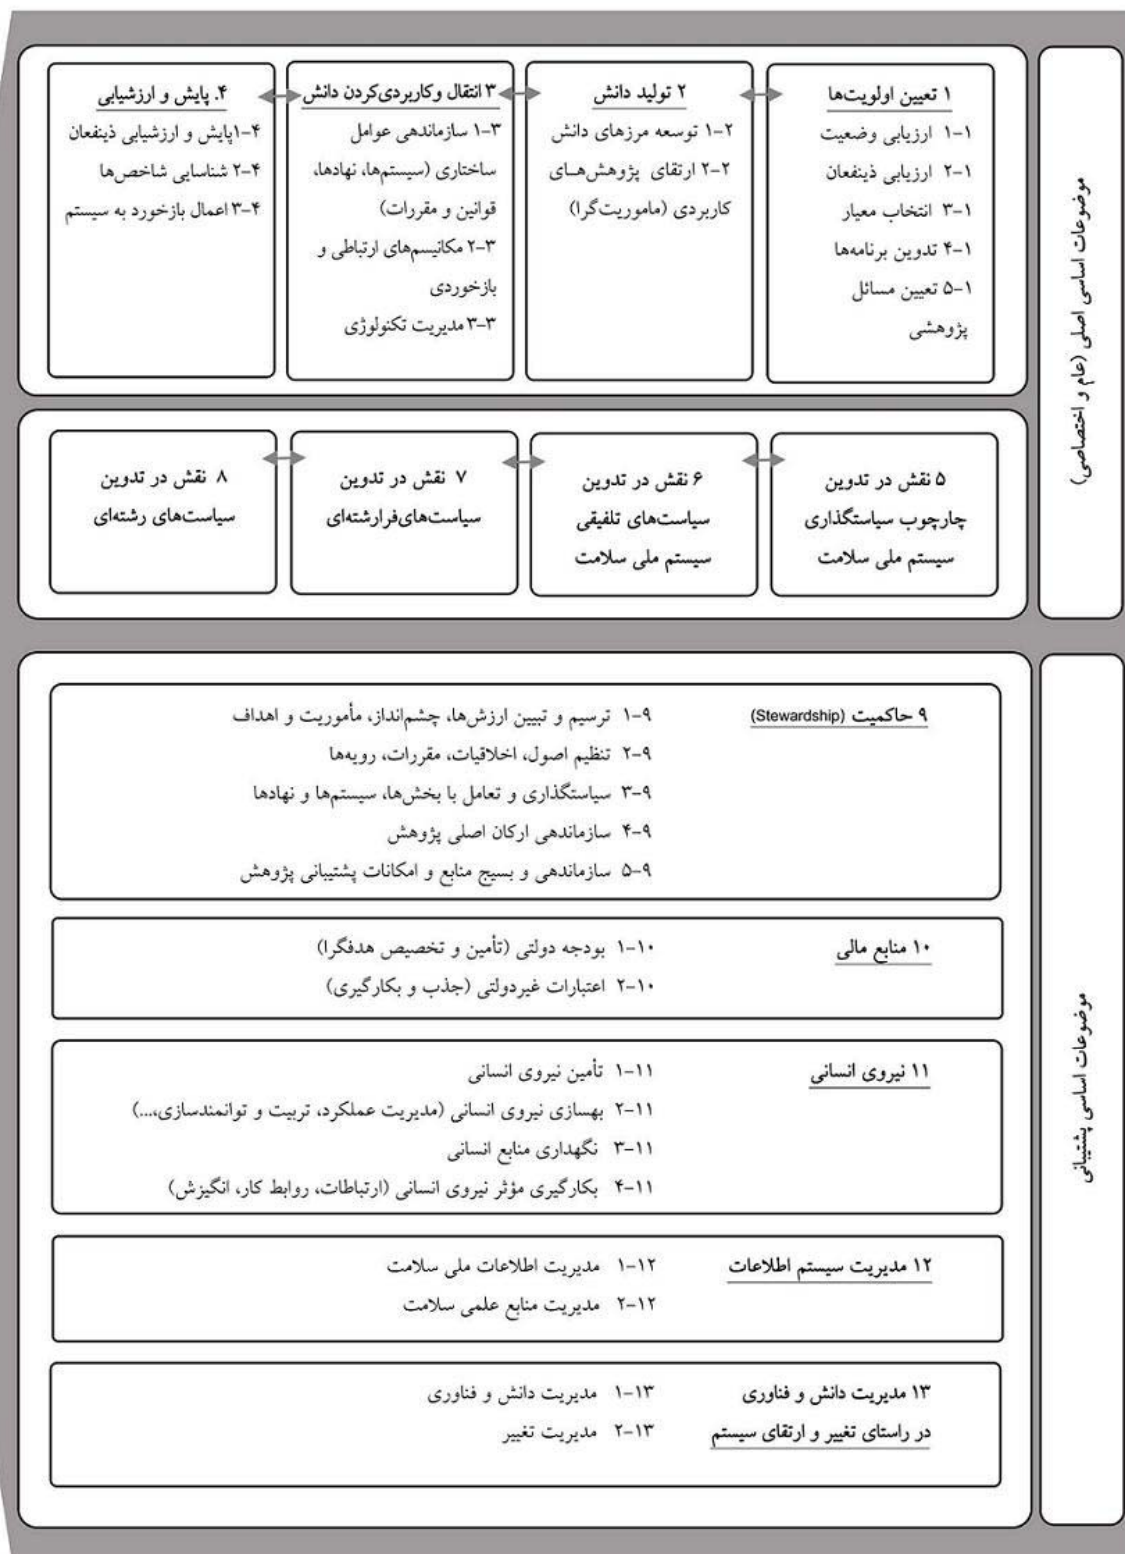 موضوعات اساسی اصلی (عام و اختصاصی)
۱ تعیین اولویت‌ها
۱-۱ ارزیابی وضعیت
۲-۱ ارزیابی ذینفعان
۳-۱ انتخاب معیار
۴-۱ تدوین برنامه‌ها
۵-۱ تعیین مسائل
پژوهشی
۲ تولید دانش
۱-۲ توسعه مرزهای دانش
۲-۲ ارتقای پژوهش‌های
کاربردی (ماموریت‌گرا)
۳ انتقال وکاربردی‌کردن دانش
۱-۳ سازماندهی عوامل
ساختاری (سیستم‌ها، نهادها،
قوانین و مقررات)
۲-۳ مکانیسم‌های ارتباطی و
بازخوردی
۳-۳ مدیریت تکنولوژی
۴. پایش و ارزشیابی
۱-۴پایش و ارزشیابی ذینفعان
۲-۴ شناسایی شاخص‌ها
۳-۴ اعمال بازخورد به سیستم
۵ نقش در تدوین
چارچوب سیاستگذاری
سیستم ملی سلامت
۶ نقش در تدوین
سیاست‌های تلفیقی
سیستم ملی سلامت
۷ نقش در تدوین
سیاست‌های‌فرارشته‌ای
۸ نقش در تدوین
سیاست‌های رشته‌ای
موضوعات اساسی پشتیبانی
۹ حاکمیت (Stewardship)
۱-۹ ترسیم و تبیین ارزش‌ها، چشم‌انداز، مأموریت و اهداف
۲-۹ تنظیم اصول، اخلاقیات، مقررات، رویه‌ها
۳-۹ سیاستگذاری و تعامل با بخش‌ها، سیستم‌ها و نهادها
۴-۹ سازماندهی ارکان اصلی پژوهش
۵-۹ سازماندهی و بسیج منابع و امکانات پشتیبانی پژوهش
۱۰ منابع مالی
۱-۱۰ بودجه دولتی (تأمین و تخصیص هدفگرا)
۲-۱۰ اعتبارات غیردولتی (جذب و بکارگیری)
۱۱ نیروی انسانی
۱-۱۱ تأمین نیروی انسانی
۲-۱۱ بهسازی نیروی انسانی (مدیریت عملکرد، تربیت و توانمندسازی،...)
۳-۱۱ نگهداری منابع انسانی
۴-۱۱ بکارگیری مؤثر نیروی انسانی (ارتباطات، روابط کار، انگیزش)
۱۲ مدیریت سیستم اطلاعات
۱-۱۲ مدیریت اطلاعات ملی سلامت
۲-۱۲ مدیریت منابع علمی سلامت
۱۳ مدیریت دانش و فناوری
در راستای تغییر و ارتقای سیستم
۱-۱۳ مدیریت دانش و فناوری
۲-۱۳ مدیریت تغییر